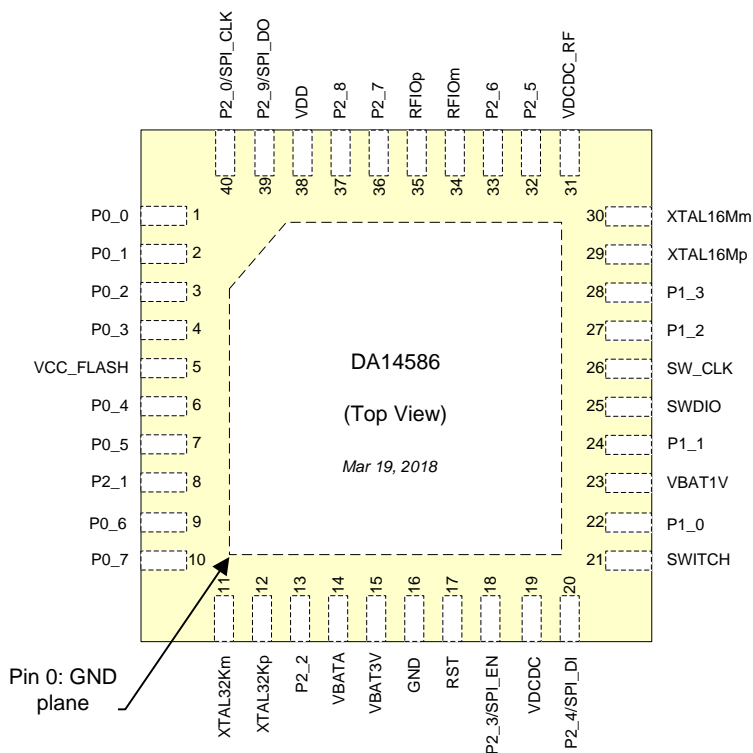 P2_0/SPI_CLK
P2_9/SPI_DO
VDD
P2_8
P2_7
RFIOp
RFIOm
P2_6
P2_5
VDCDC_RF
40
39
38
37
36
35
34
33
32
31
P0_0 1
P0_1 2
P0_2 3
P0_3 4
VCC_FLASH 5
P0_4 6
P0_5 7
P2_1 8
P0_6 9
P0_7 10
30 XTAL16Mm
29 XTAL16Mp
28 P1_3
27 P1_2
26 SW_CLK
25 SWDIO
24 P1_1
23 VBAT1V
22 P1_0
21 SWITCH
DA14586
(Top View)
Mar 19, 2018
11
12
13
14
15
16
17
18
19
20
XTAL32Km
XTAL32Kp
P2_2
VBATA
VBAT3V
GND
RST
P2_3/SPI_EN
VDCDC
P2_4/SPI_DI
Pin 0: GND
plane